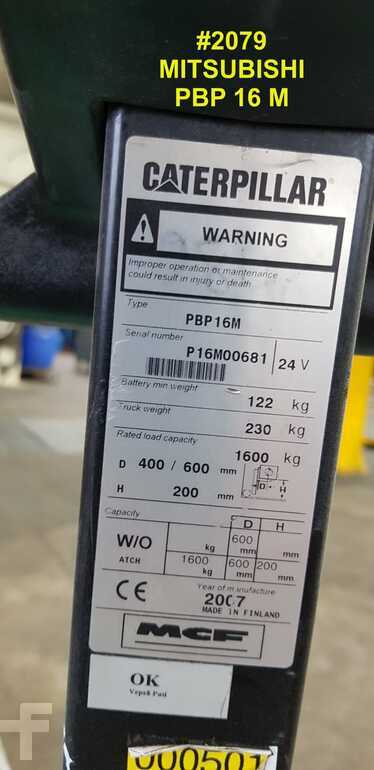 #2079
MITSUBISHI
PBP 16 M
CATERPILLAR
WARNING
Improper operation or maintenance
could result in injury or death
Type
PBP16M
Serial number
P16M00681 24 V
Battery min weight
122 kg
Truck weight
230 kg
Rated load capacity
1600 kg
D 400 / 600 mm
D
H
H 200 mm
Capacity D H
W/O kg 600 mm mm
ATCH 1600 kg 600 mm 200 mm
CE Year of manufacture
2007
MADE IN FINLAND
MCF
OK
000501
F